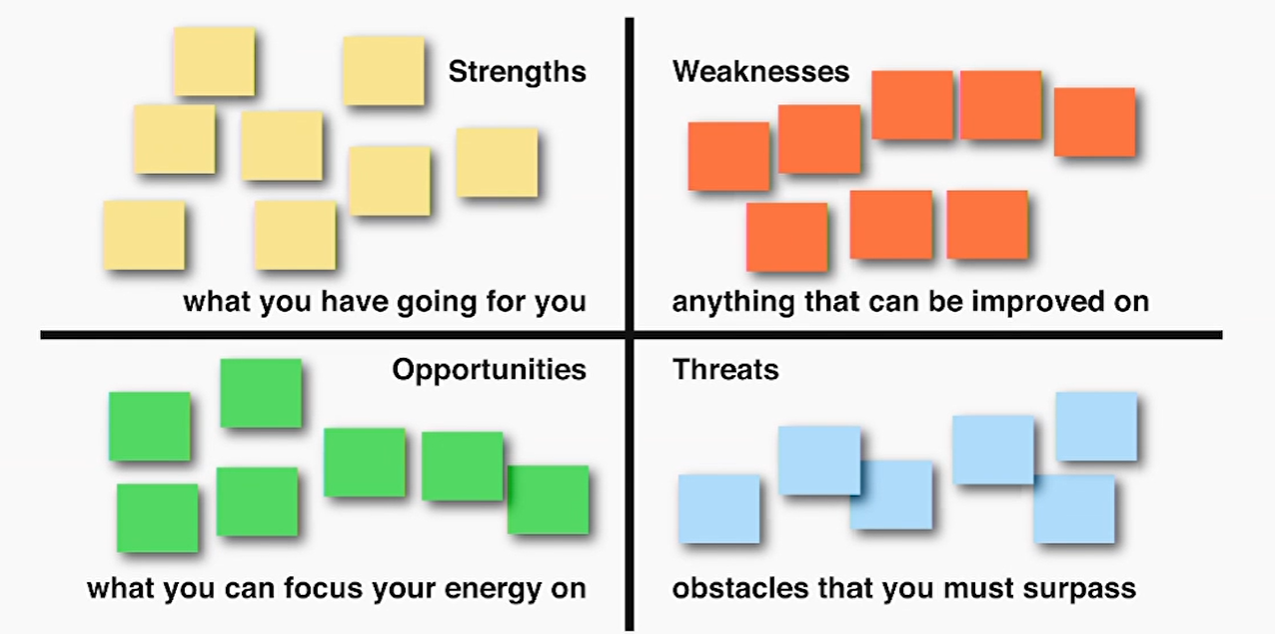 Strengths
what you have going for you
Weaknesses
anything that can be improved on
Opportunities
what you can focus your energy on
Threats
obstacles that you must surpass